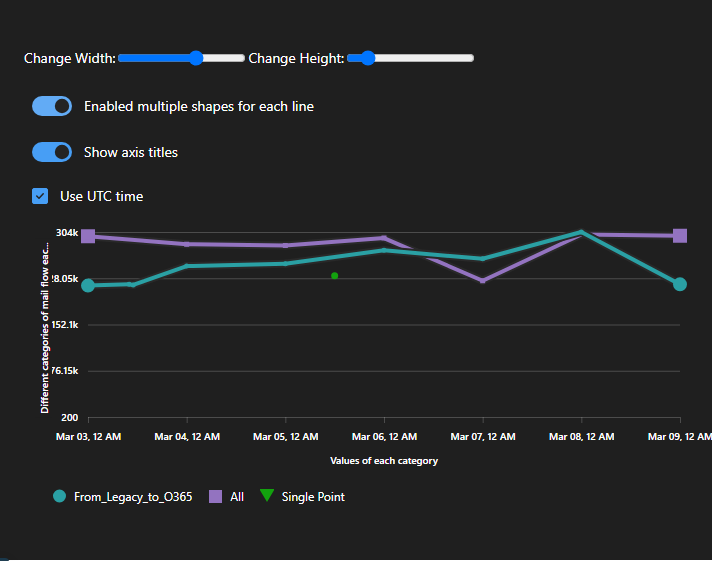 Change Width: Change Height:
Enabled multiple shapes for each line
Show axis titles
Use UTC time
304k
8.05k
152.1k
76.15k
200
Different categories of mail flow eac...
Mar 03, 12 AM Mar 04, 12 AM Mar 05, 12 AM Mar 06, 12 AM Mar 07, 12 AM Mar 08, 12 AM Mar 09, 12 AM
Values of each category
From_Legacy_to_O365 All Single Point